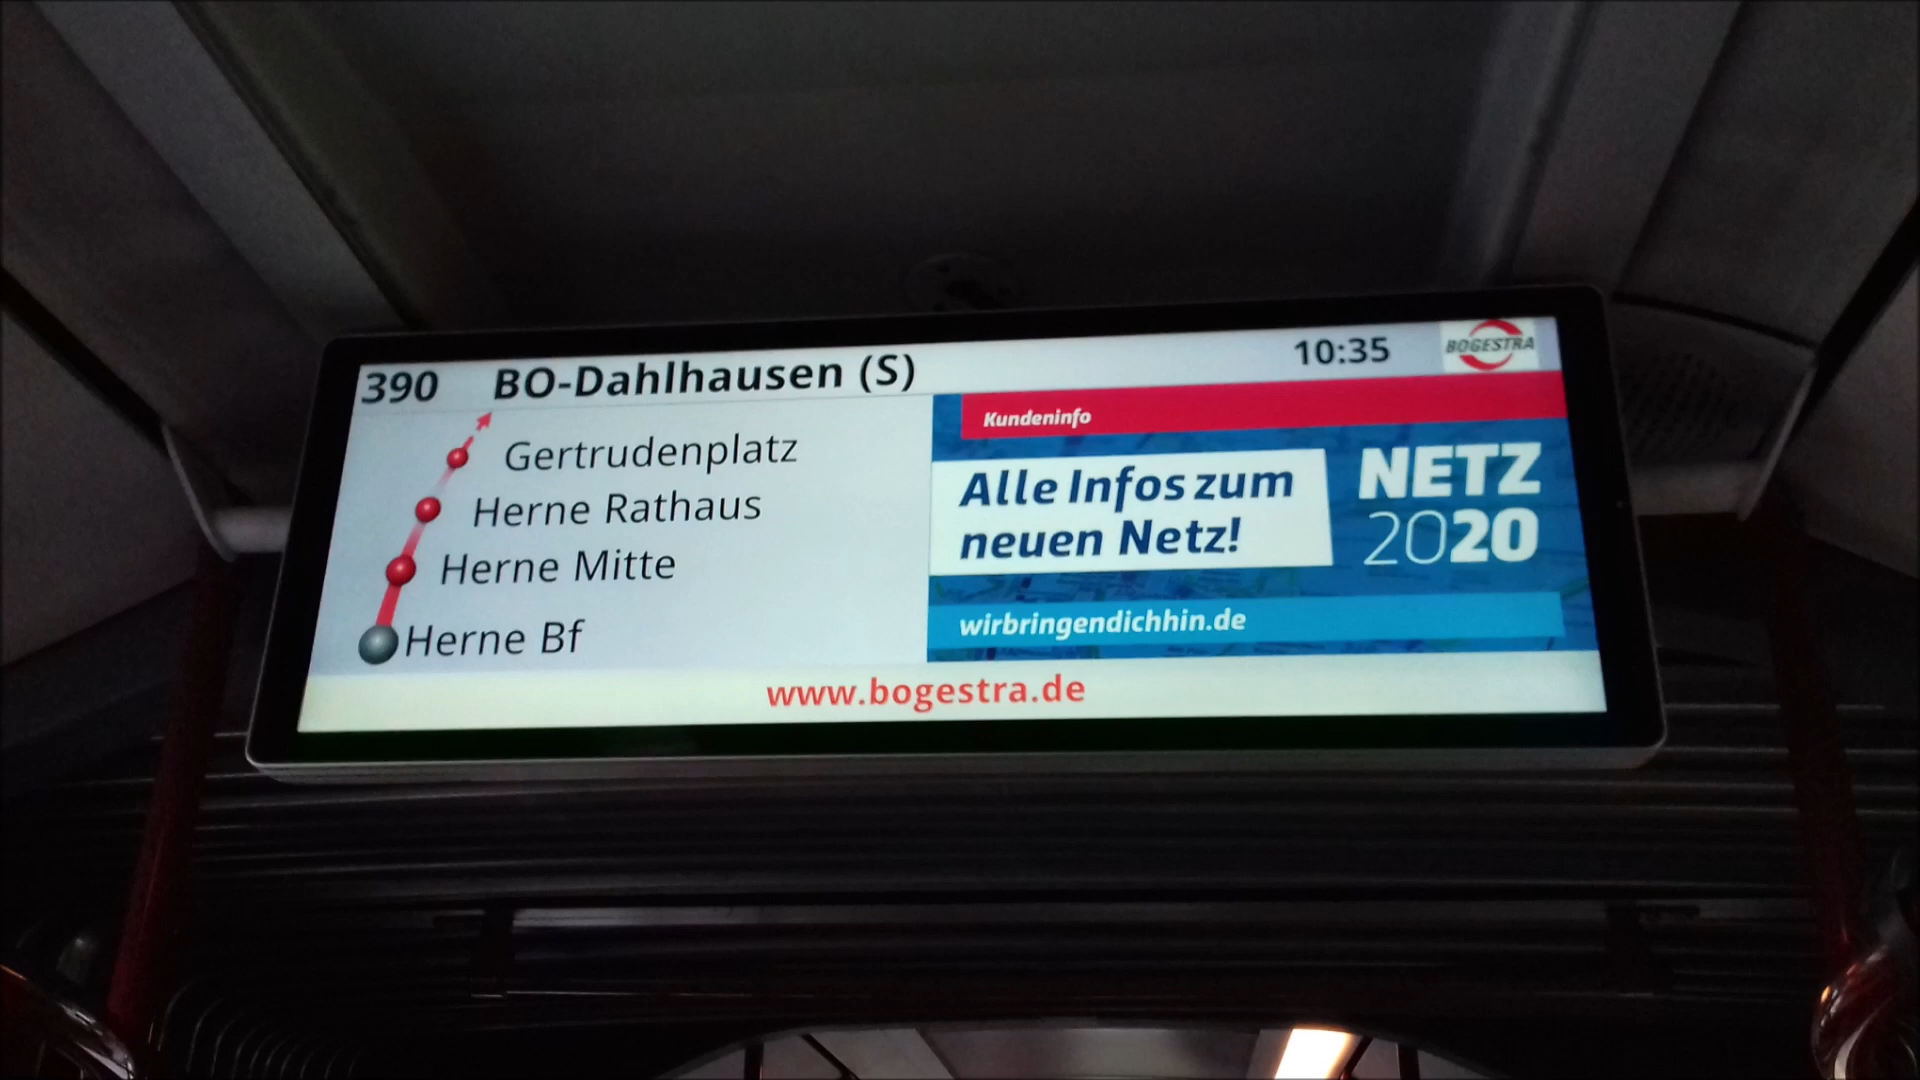 390 BO-Dahlhausen (S) 10:35 BOGESTRA
Gertrudenplatz
Herne Rathaus
Herne Mitte
Herne Bf
Kundeninfo
Alle Infos zum
neuen Netz!
NETZ
2020
wirbringendichhin.de
www.bogestra.de